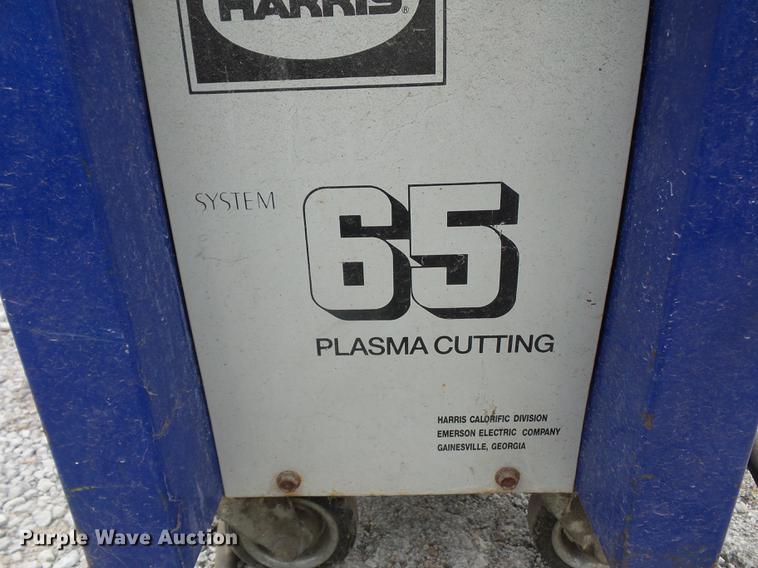 HARRIS®
SYSTEM
65
PLASMA CUTTING
HARRIS CALORIFIC DIVISION
EMERSON ELECTRIC COMPANY
GAINESVILLE, GEORGIA
Purple Wave Auction